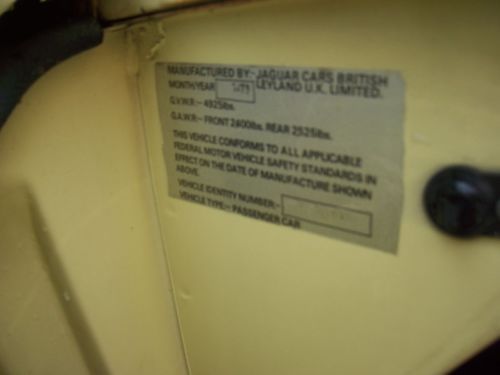 MANUFACTURED BY:- JAGUAR CARS BRITISH
MONTH/YEAR LEYLAND U.K. LIMITED.
G.V.W.R:- 4925lbs.
G.A.W.R:- FRONT 2400lbs. REAR 2525lbs.
THIS VEHICLE CONFORMS TO ALL APPLICABLE
FEDERAL MOTOR VEHICLE SAFETY STANDARDS IN
EFFECT ON THE DATE OF MANUFACTURE SHOWN
ABOVE.
VEHICLE IDENTITY NUMBER:-
VEHICLE TYPE:- PASSENGER CAR